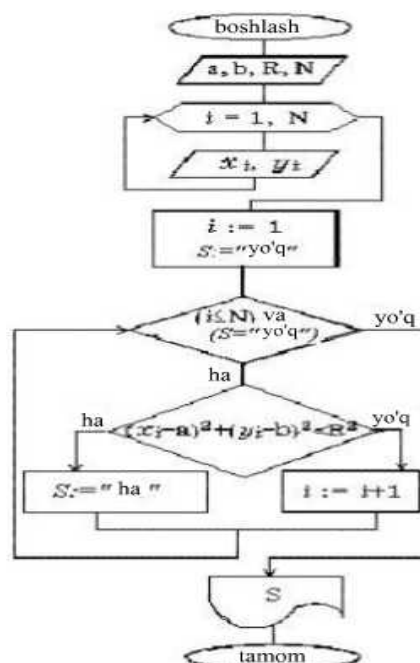 boshlash
a, b, R, N
i = 1, N
xi, yi
i := 1
S:="yo'q"
(i≤N) va
(S="yo'q")
yo'q
ha
ha
(xi-a)²+(yi-b)²<R²
yo'q
S:="ha"
i := i+1
S
tamom